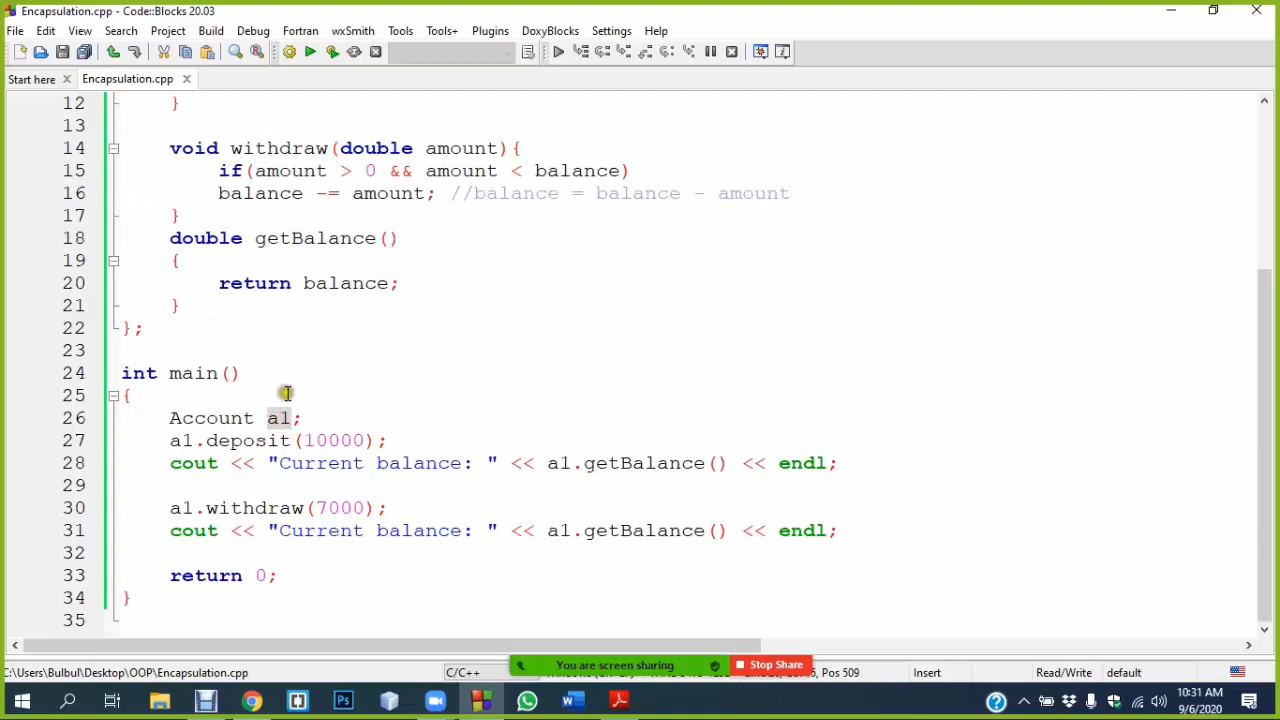 Encapsulation.cpp - Code::Blocks 20.03
File Edit View Search Project Build Debug Fortran wxSmith Tools Tools+ Plugins DoxyBlocks Settings Help
Start here Encapsulation.cpp
12 }
13
14 void withdraw(double amount){
15 if(amount > 0 && amount < balance)
16 balance -= amount; //balance = balance - amount
17 }
18 double getBalance()
19 {
20 return balance;
21 }
22 };
23
24 int main()
25 {
26 Account a1;
27 a1.deposit(10000);
28 cout << "Current balance: " << a1.getBalance() << endl;
29
30 a1.withdraw(7000);
31 cout << "Current balance: " << a1.getBalance() << endl;
32
33 return 0;
34 }
35
C:\Users\Bulbul\Desktop\OOP\Encapsulation.cpp C/C++ Pos 509 Insert Read/Write default
You are screen sharing Stop Share
10:31 AM
9/6/2020